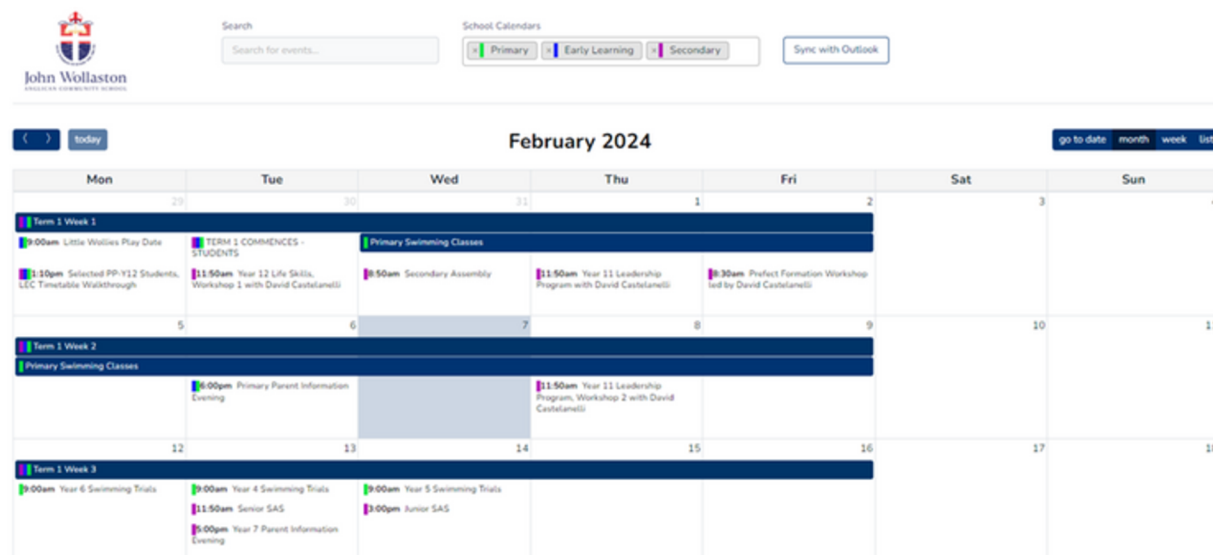 Search
School Calendars
Search for events...
× Primary × Early Learning × Secondary
Sync with Outlook
John Wollaston
ANGLICAN COMMUNITY SCHOOL
today
February 2024
go to date month week list
Mon Tue Wed Thu Fri Sat Sun
29 30 31 1 2 3
Term 1 Week 1
9:00am Little Wollies Play Date
TERM 1 COMMENCES -
STUDENTS
Primary Swimming Classes
1:10pm Selected PP-Y12 Students,
LEC Timetable Walkthrough
11:50am Year 12 Life Skills,
Workshop 1 with David Castelanelli
8:50am Secondary Assembly
11:50am Year 11 Leadership
Program with David Castelanelli
8:30am Prefect Formation Workshop
led by David Castelanelli
5 6 7 8 9 10
Term 1 Week 2
Primary Swimming Classes
6:00pm Primary Parent Information
Evening
11:50am Year 11 Leadership
Program, Workshop 2 with David
Castelanelli
12 13 14 15 16 17
Term 1 Week 3
9:00am Year 6 Swimming Trials
9:00am Year 4 Swimming Trials
9:00am Year 5 Swimming Trials
11:50am Senior SAS
3:00pm Junior SAS
5:00pm Year 7 Parent Information
Evening